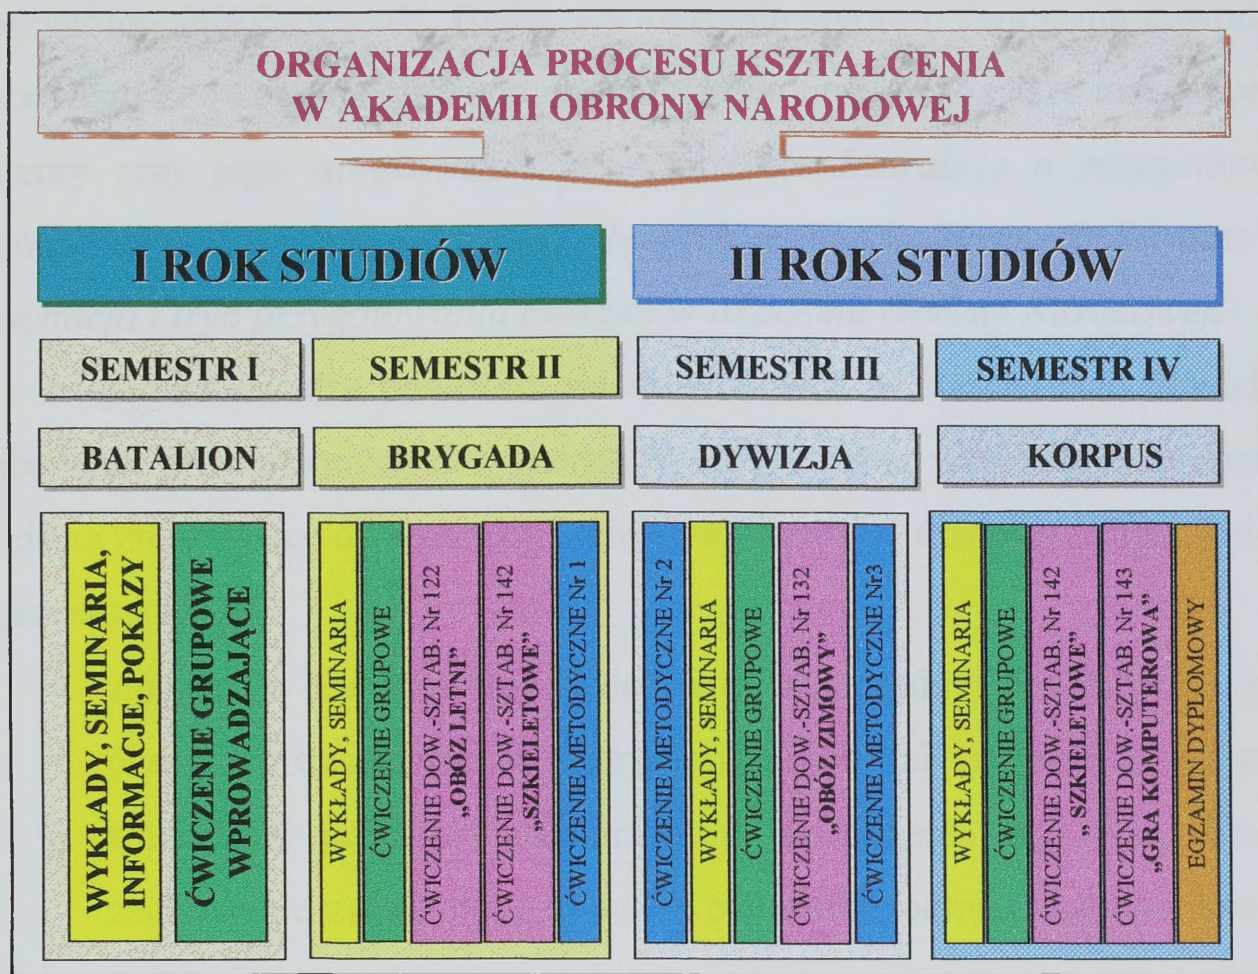 ORGANIZACJA PROCESU KSZTAŁCENIA
W AKADEMII OBRONY NARODOWEJ
I ROK STUDIÓW
II ROK STUDIÓW
SEMESTR I
SEMESTR II
SEMESTR III
SEMESTR IV
BATALION
BRYGADA
DYWIZJA
KORPUS
WYKŁADY, SEMINARIA,
INFORMACJE, POKAZY
ĆWICZENIE GRUPOWE
WPROWADZAJĄCE
WYKŁADY, SEMINARIA
ĆWICZENIE GRUPOWE
ĆWICZENIE DOW.-SZTAB. Nr 122
„OBÓZ LETNI”
ĆWICZENIE DOW.-SZTAB. Nr 142
„SZKIELETOWE”
ĆWICZENIE METODYCZNE Nr 1
ĆWICZENIE METODYCZNE Nr 2
WYKŁADY, SEMINARIA
ĆWICZENIE GRUPOWE
ĆWICZENIE DOW.-SZTAB. Nr 132
„OBÓZ ZIMOWY”
ĆWICZENIE METODYCZNE Nr3
WYKŁADY, SEMINARIA
ĆWICZENIE GRUPOWE
ĆWICZENIE DOW.-SZTAB. Nr 142
„ SZKIELETOWE”
ĆWICZENIE DOW.-SZTAB. Nr 143
„GRA KOMPUTEROWA”
EGZAMIN DYPLOMOWY